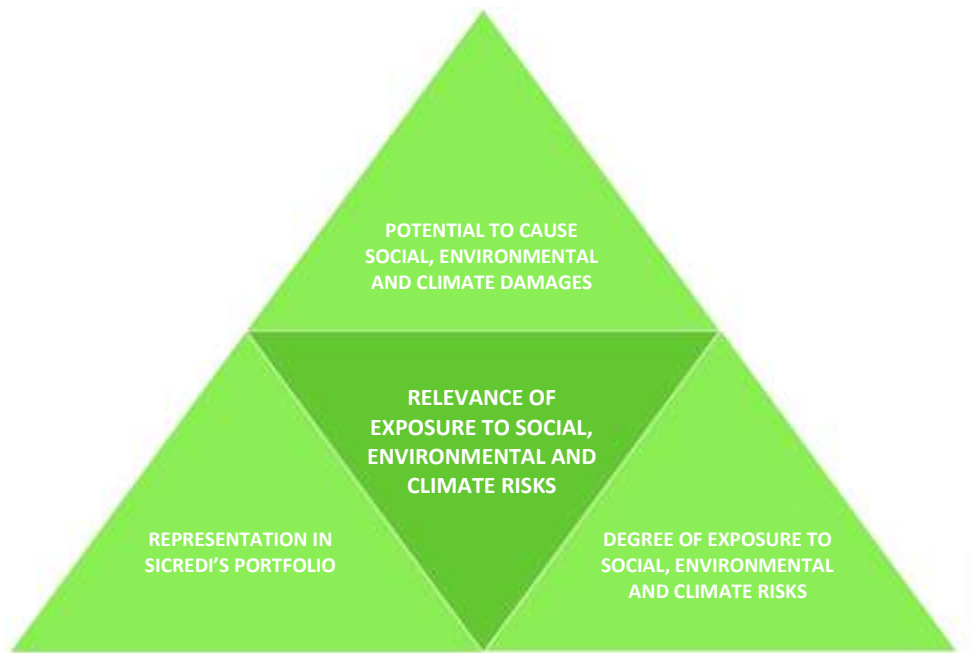 POTENTIAL TO CAUSE
SOCIAL, ENVIRONMENTAL
AND CLIMATE DAMAGES
RELEVANCE OF
EXPOSURE TO SOCIAL,
ENVIRONMENTAL AND
CLIMATE RISKS
REPRESENTATION IN
SICREDI’S PORTFOLIO
DEGREE OF EXPOSURE TO
SOCIAL, ENVIRONMENTAL
AND CLIMATE RISKS